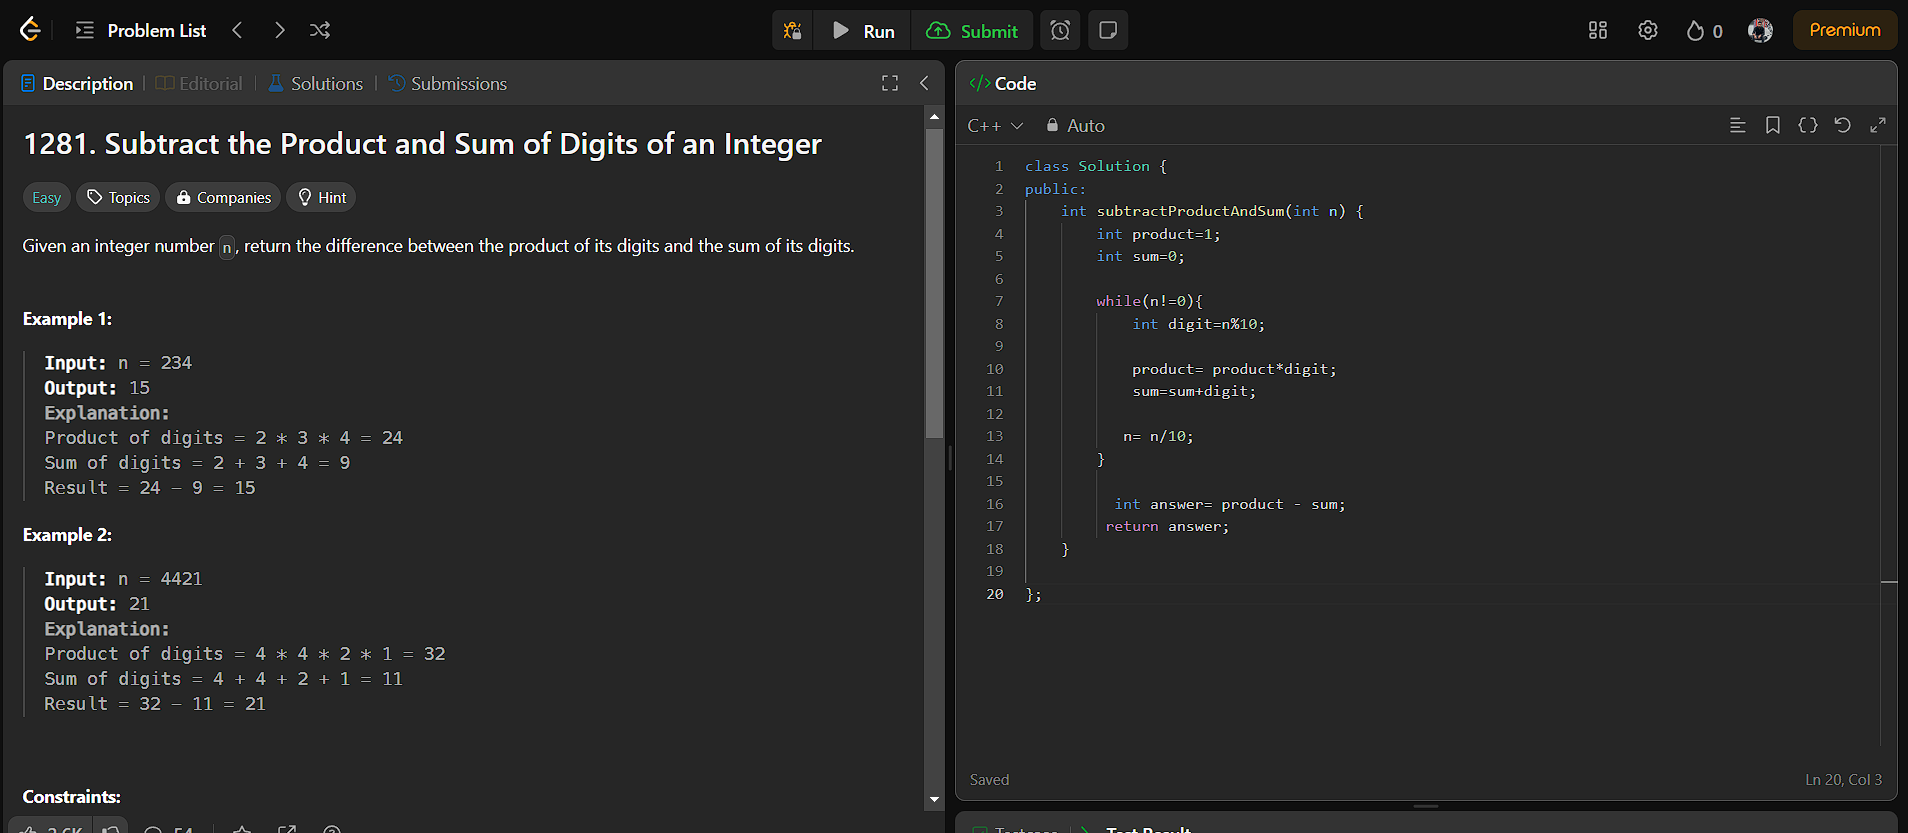 Problem List
Run
Submit
0
Premium
Description
Editorial
Solutions
Submissions
1281. Subtract the Product and Sum of Digits of an Integer
Easy
Topics
Companies
Hint
Given an integer number n, return the difference between the product of its digits and the sum of its digits.
Example 1:
Input: n = 234
Output: 15
Explanation:
Product of digits = 2 * 3 * 4 = 24
Sum of digits = 2 + 3 + 4 = 9
Result = 24 - 9 = 15
Example 2:
Input: n = 4421
Output: 21
Explanation:
Product of digits = 4 * 4 * 2 * 1 = 32
Sum of digits = 4 + 4 + 2 + 1 = 11
Result = 32 - 11 = 21
Constraints:
2.6K
54
</> Code
C++
Auto
1 class Solution {
2 public:
3 int subtractProductAndSum(int n) {
4 int product=1;
5 int sum=0;
6
7 while(n!=0){
8 int digit=n%10;
9
10 product= product*digit;
11 sum=sum+digit;
12
13 n= n/10;
14 }
15
16 int answer= product - sum;
17 return answer;
18 }
19
20 };
Saved
Ln 20, Col 3
Testcase
Test Result